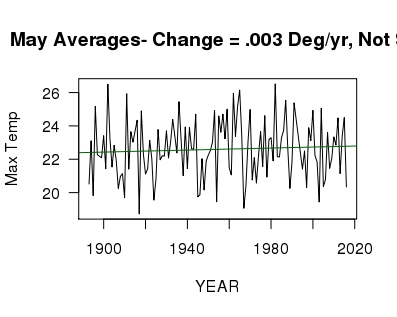 May Averages- Change = .003 Deg/yr, Not
Max Temp
26
24
22
20
1900 1940 1980 2020
YEAR